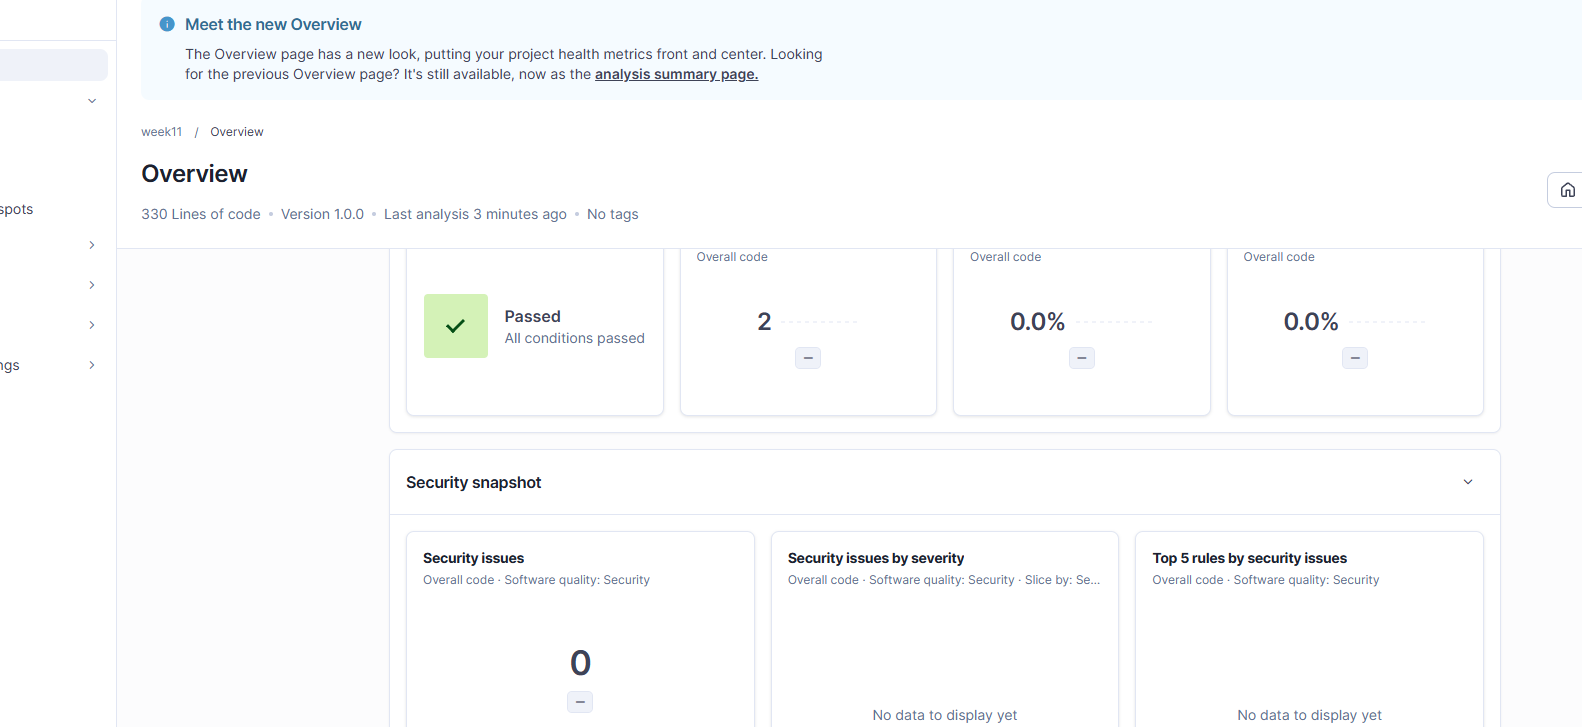 Meet the new Overview
The Overview page has a new look, putting your project health metrics front and center. Looking
for the previous Overview page? It's still available, now as the analysis summary page.
week11 / Overview
Overview
330 Lines of code • Version 1.0.0 • Last analysis 3 minutes ago • No tags
spots
ngs
Overall code
Overall code
Overall code
Passed
All conditions passed
2
0.0%
0.0%
Security snapshot
Security issues
Overall code · Software quality: Security
0
Security issues by severity
Overall code · Software quality: Security · Slice by: Se...
No data to display yet
Top 5 rules by security issues
Overall code · Software quality: Security
No data to display yet